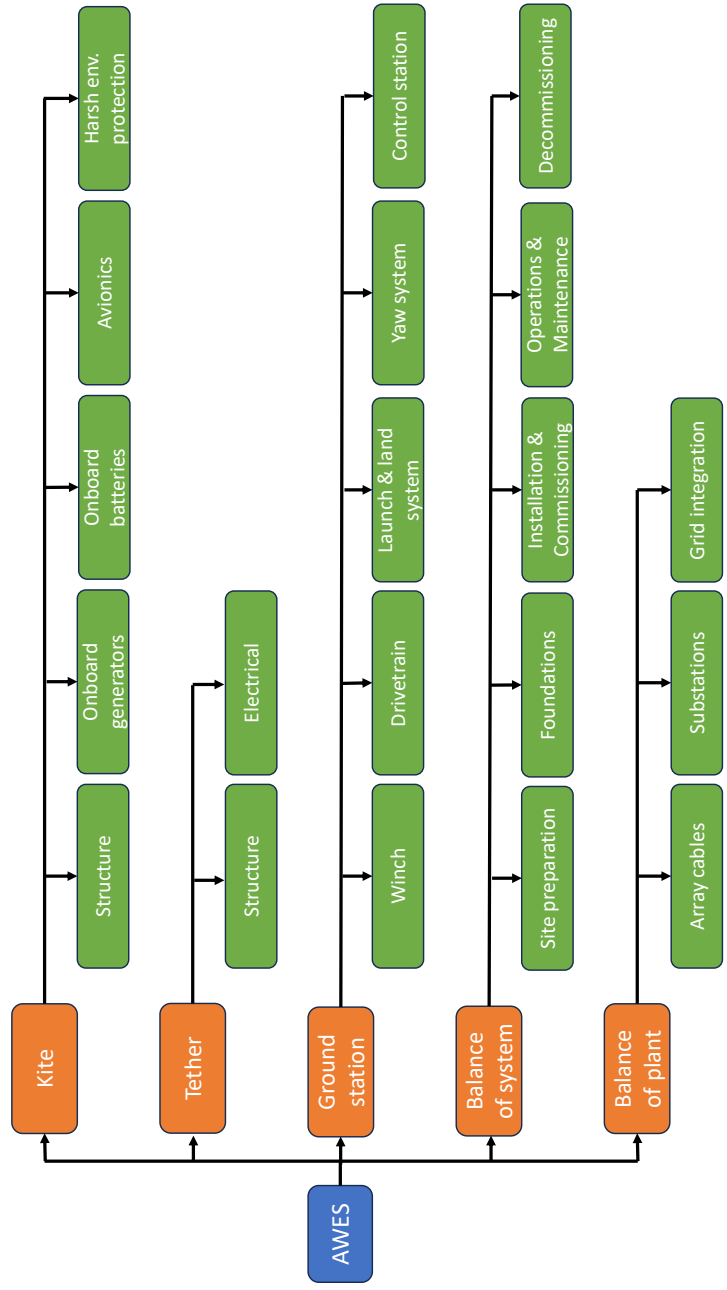 AWES
Kite
Structure
Onboard
generators
Onboard
batteries
Avionics
Harsh env.
protection
Tether
Structure
Electrical
Ground
station
Winch
Drivetrain
Launch & land
system
Yaw system
Control station
Balance
of system
Site preparation
Foundations
Installation &
Commissioning
Operations &
Maintenance
Decommissioning
Balance
of plant
Array cables
Substations
Grid integration